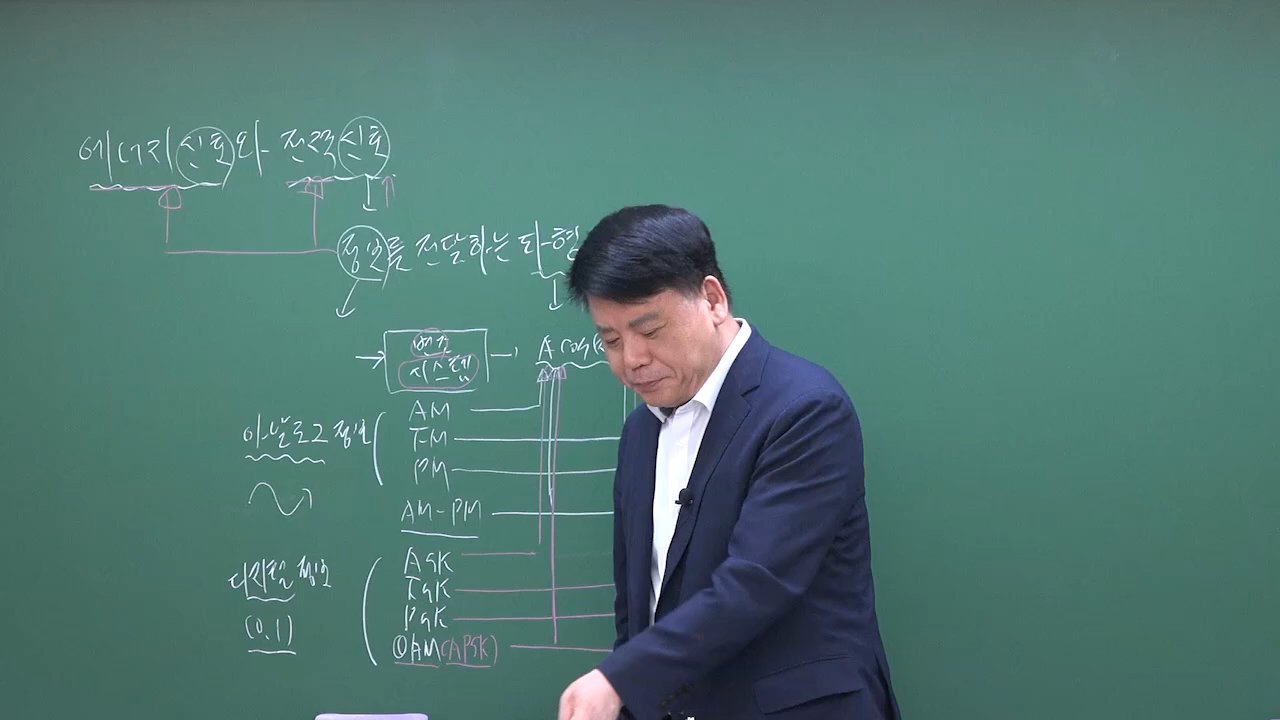 에너지 신호와 전력 신호
정보를 전달하는 파형
변조
시스템
A cos(
아날로그 정보
AM
FM
PM
AM-PM
디지털 정보
(0.1)
ASK
FSK
PSK
QAM(APSK)